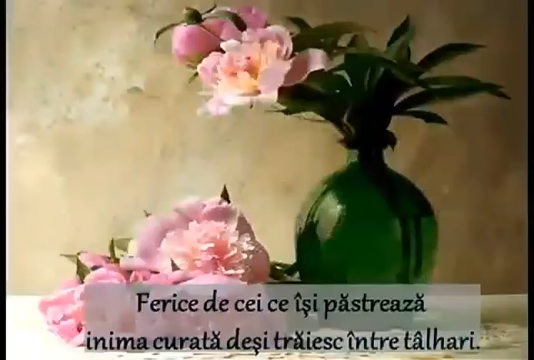 Ferice de cei ce își păstrează
inima curată deși trăiesc între tâlhari.